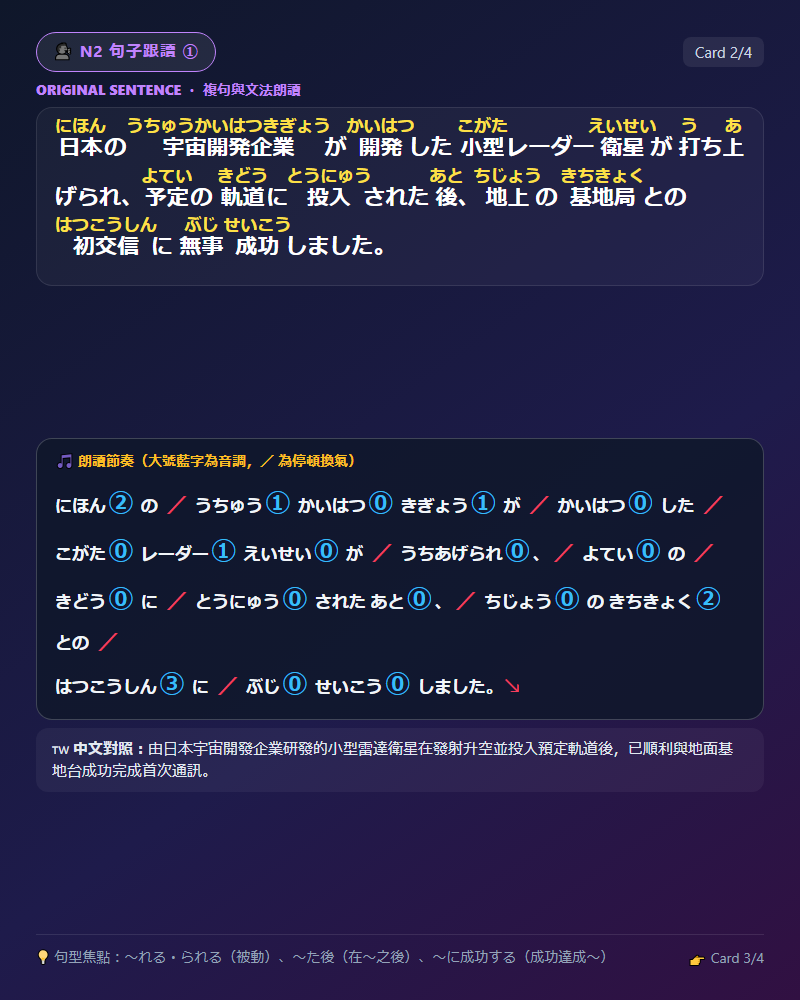 N2 句子跟讀 ①
Card 2/4
ORIGINAL SENTENCE · 複句與文法朗讀
にほん うちゅうかいはつきぎょう かいはつ こがた えいせい う あ
日本の 宇宙開発企業 が 開発 した 小型レーダー 衛星 が 打ち上
よてい きどう とうにゅう あと ちじょう きちきょく
げられ、予定の 軌道に 投入 された 後、地上 の 基地局 との
はつこうしん ぶじ せいこう
初交信 に 無事 成功 しました。
🎵 朗讀節奏（大號藍字為音調，／ 為停頓換氣）
にほん② の ／ うちゅう① かいはつ⓪ きぎょう① が ／ かいはつ⓪ した ／
こがた⓪ レーダー① えいせい⓪ が ／ うちあげられ⓪、／ よてい⓪ の ／
きどう⓪ に ／ とうにゅう⓪ された あと⓪、／ ちじょう⓪ の きちきょく②
との ／
はつこうしん③ に ／ ぶじ⓪ せいこう⓪ しました。↘
TW 中文對照：由日本宇宙開發企業研發的小型雷達衛星在發射升空並投入預定軌道後，已順利與地面基
地台成功完成首次通訊。
💡 句型焦點：～れる・られる（被動）、～た後（在～之後）、～に成功する（成功達成～）
👉 Card 3/4